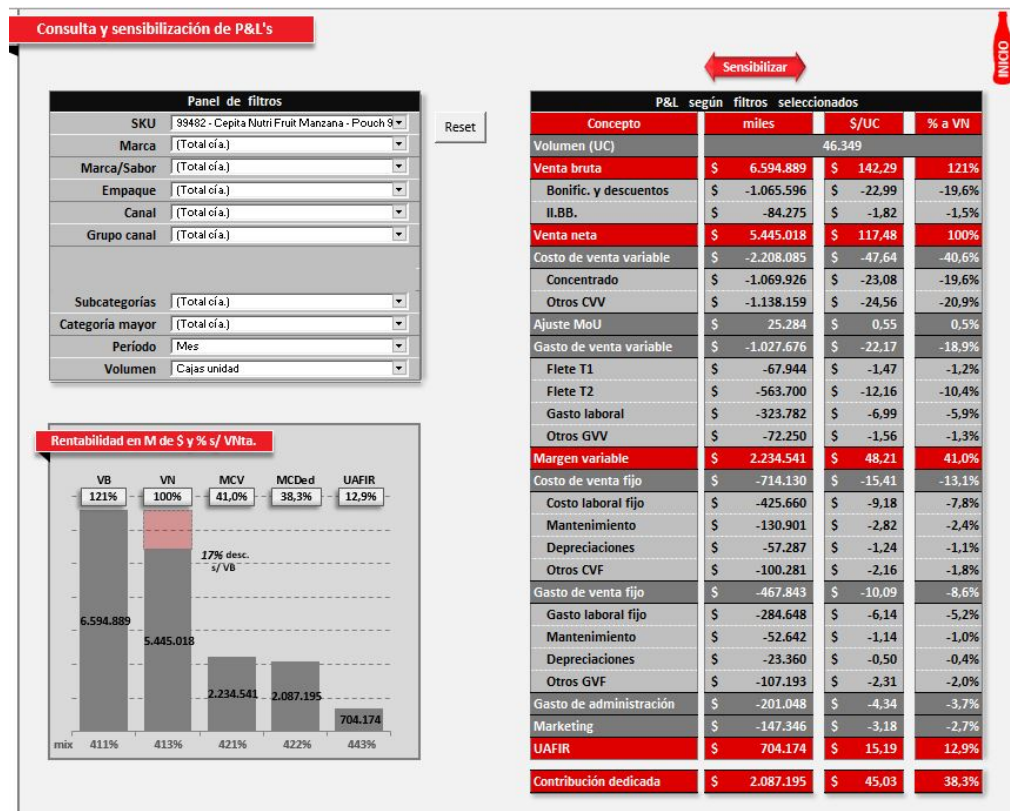 Consulta y sensibilización de P&L's
INICIO
Sensibilizar
Panel de filtros
SKU 99482 - Cepita Nutri Fruit Manzana - Pouch 9
Marca (Total cía.)
Marca/Sabor (Total cía.)
Empaque (Total cía.)
Canal (Total cía.)
Grupo canal (Total cía.)
Subcategorías (Total cía.)
Categoría mayor (Total cía.)
Período Mes
Volumen Cajas unidad
Reset
Rentabilidad en M de $ y % s/ VNta.
VB VN MCV MCDed UAFIR
121% 100% 41,0% 38,3% 12,9%
17% desc.
s/ VB
6.594.889
5.445.018
2.234.541 2.087.195
704.174
mix 411% 413% 421% 422% 443%
P&L según filtros seleccionados
Concepto miles $/UC % a VN
Volumen (UC) 46.349
Venta bruta $ 6.594.889 $ 142,29 121%
Bonific. y descuentos $ -1.065.596 $ -22,99 -19,6%
II.BB. $ -84.275 $ -1,82 -1,5%
Venta neta $ 5.445.018 $ 117,48 100%
Costo de venta variable $ -2.208.085 $ -47,64 -40,6%
Concentrado $ -1.069.926 $ -23,08 -19,6%
Otros CVV $ -1.138.159 $ -24,56 -20,9%
Ajuste MoU $ 25.284 $ 0,55 0,5%
Gasto de venta variable $ -1.027.676 $ -22,17 -18,9%
Flete T1 $ -67.944 $ -1,47 -1,2%
Flete T2 $ -563.700 $ -12,16 -10,4%
Gasto laboral $ -323.782 $ -6,99 -5,9%
Otros GVV $ -72.250 $ -1,56 -1,3%
Margen variable $ 2.234.541 $ 48,21 41,0%
Costo de venta fijo $ -714.130 $ -15,41 -13,1%
Costo laboral fijo $ -425.660 $ -9,18 -7,8%
Mantenimiento $ -130.901 $ -2,82 -2,4%
Depreciaciones $ -57.287 $ -1,24 -1,1%
Otros CVF $ -100.281 $ -2,16 -1,8%
Gasto de venta fijo $ -467.843 $ -10,09 -8,6%
Gasto laboral fijo $ -284.648 $ -6,14 -5,2%
Mantenimiento $ -52.642 $ -1,14 -1,0%
Depreciaciones $ -23.360 $ -0,50 -0,4%
Otros GVF $ -107.193 $ -2,31 -2,0%
Gasto de administración $ -201.048 $ -4,34 -3,7%
Marketing $ -147.346 $ -3,18 -2,7%
UAFIR $ 704.174 $ 15,19 12,9%
Contribución dedicada $ 2.087.195 $ 45,03 38,3%